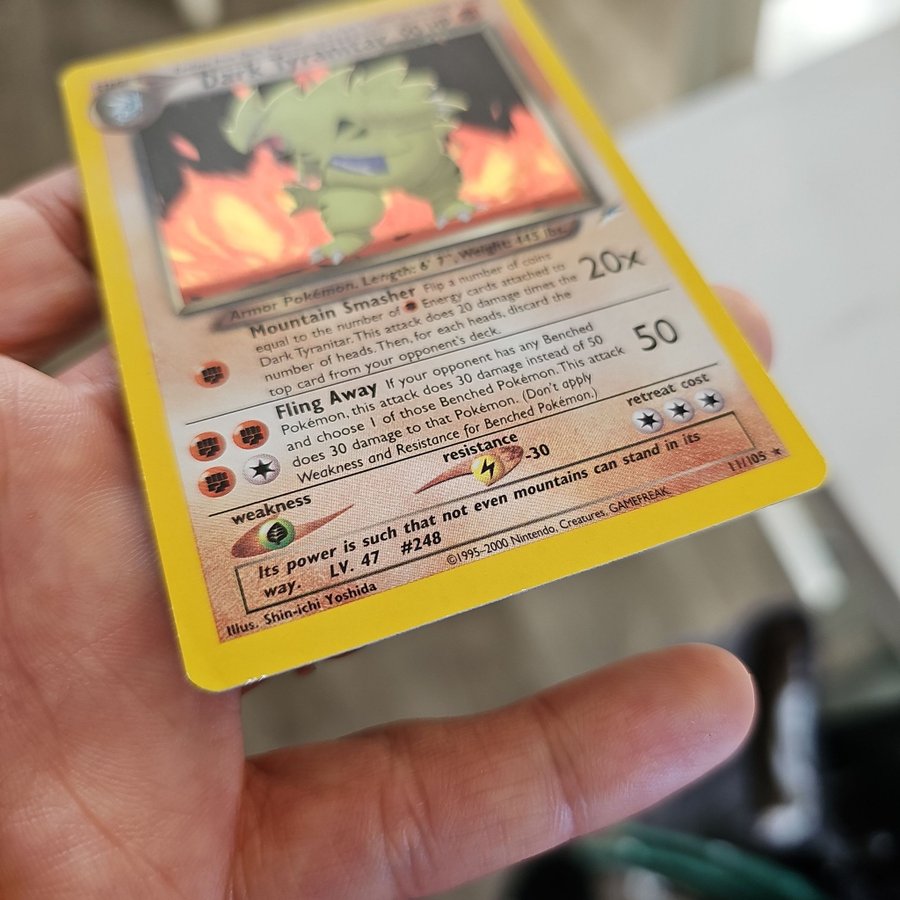 Dark Tyranitar
Armor Pokémon. Length: 6' 7", Weight: 445 lbs.
Mountain Smasher Flip a number of coins
equal to the number of Energy cards attached to
Dark Tyranitar. This attack does 20 damage times the
number of heads. Then, for each heads, discard the
top card from your opponent's deck.
20x
Fling Away If your opponent has any Benched
Pokémon, this attack does 30 damage instead of 50
and choose 1 of those Benched Pokémon. This attack
does 30 damage to that Pokémon. (Don't apply
Weakness and Resistance for Benched Pokémon.)
50
weakness
resistance
-30
retreat cost
Its power is such that not even mountains can stand in its
way. LV. 47 #248
Illus. Shin-ichi Yoshida
©1995-2000 Nintendo, Creatures, GAMEFREAK.
11/105